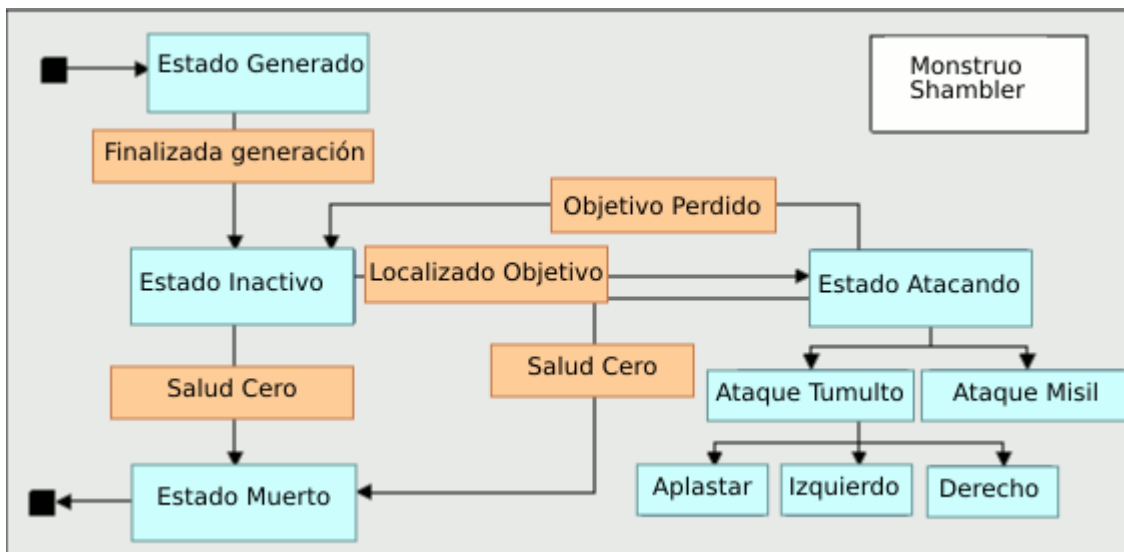 Estado Generado
Monstruo
Shambler
Finalizada generación
Objetivo Perdido
Estado Inactivo
Localizado Objetivo
Estado Atacando
Salud Cero
Salud Cero
Ataque Tumulto
Ataque Misil
Estado Muerto
Aplastar
Izquierdo
Derecho